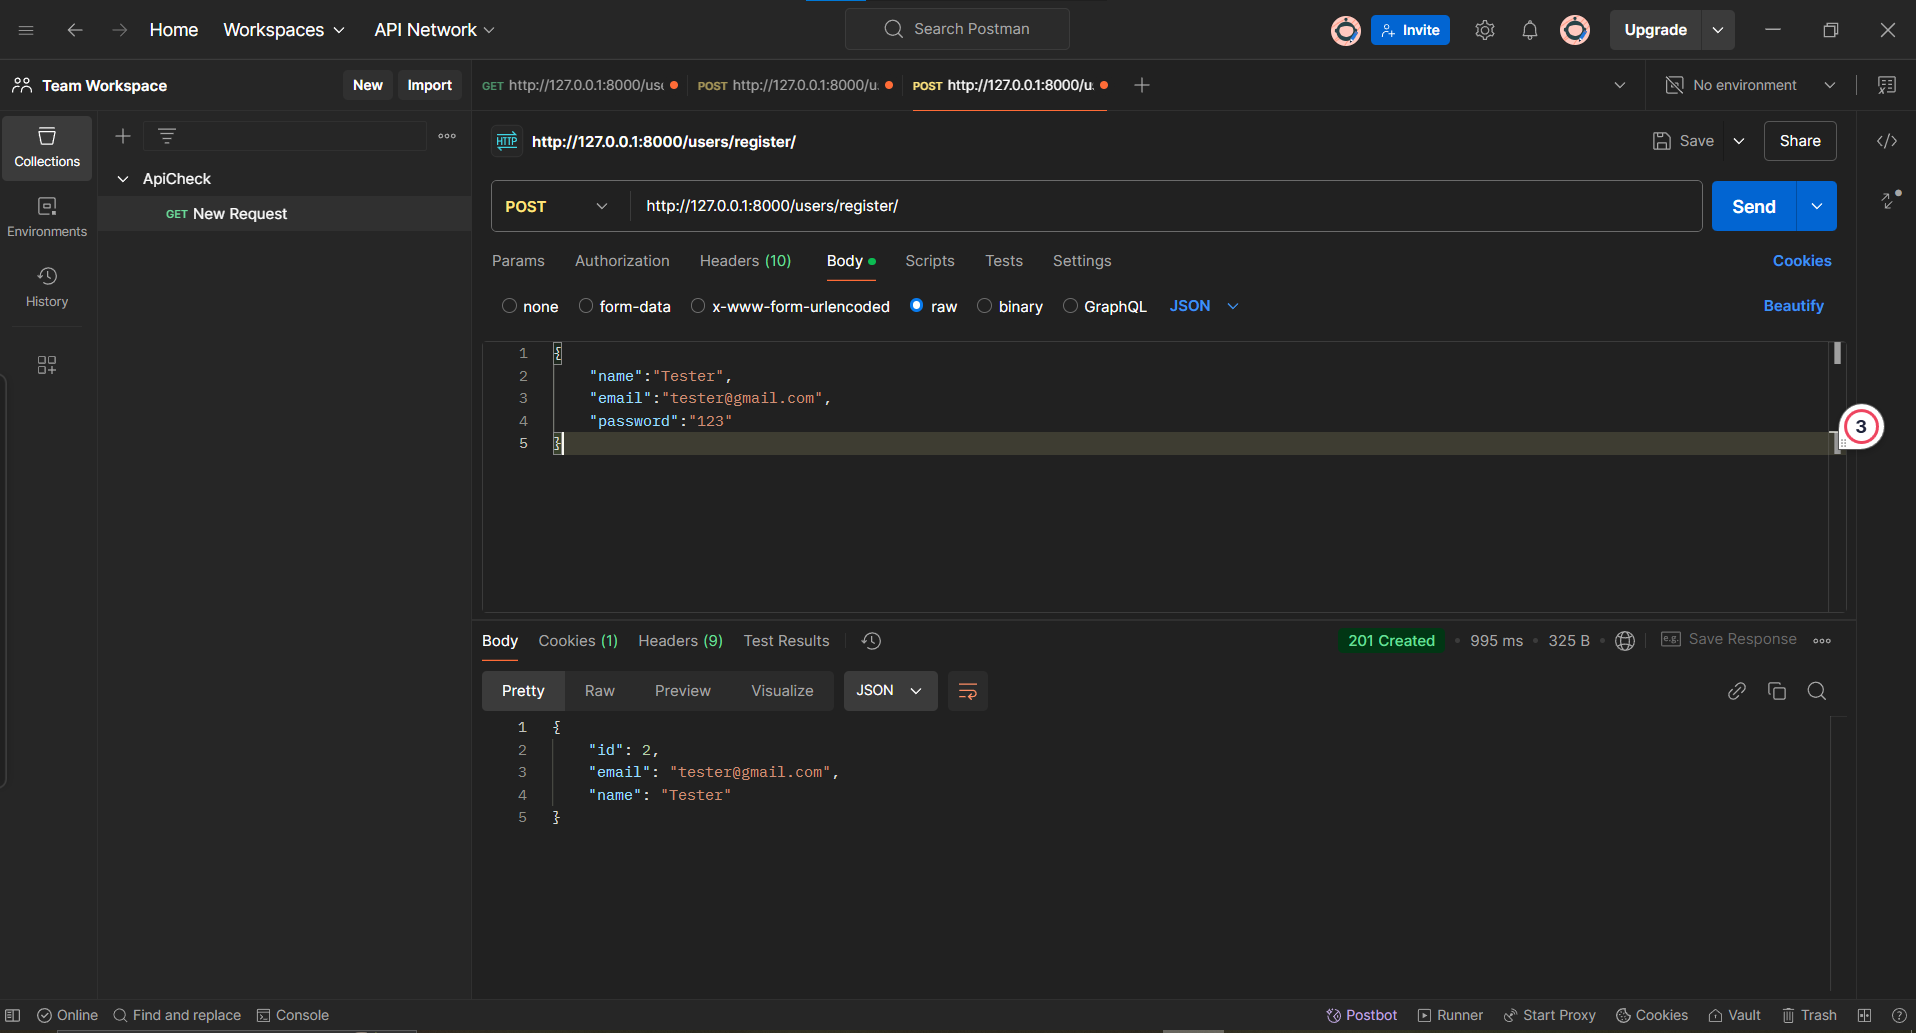 Home Workspaces API Network Search Postman Invite Upgrade
Team Workspace New Import GET http://127.0.0.1:8000/use POST http://127.0.0.1:8000/u. POST http://127.0.0.1:8000/u. No environment
Collections
Environments
History
ApiCheck
GET New Request
HTTP http://127.0.0.1:8000/users/register/ Save Share
POST http://127.0.0.1:8000/users/register/ Send
Params Authorization Headers (10) Body Scripts Tests Settings Cookies
none form-data x-www-form-urlencoded raw binary GraphQL JSON Beautify
1 {
2 "name":"Tester",
3 "email":"tester@gmail.com",
4 "password":"123"
5 }
3
Body Cookies (1) Headers (9) Test Results 201 Created 995 ms 325 B e.g. Save Response
Pretty Raw Preview Visualize JSON
1 {
2 "id": 2,
3 "email": "tester@gmail.com",
4 "name": "Tester"
5 }
Online Find and replace Console Postbot Runner Start Proxy Cookies Vault Trash